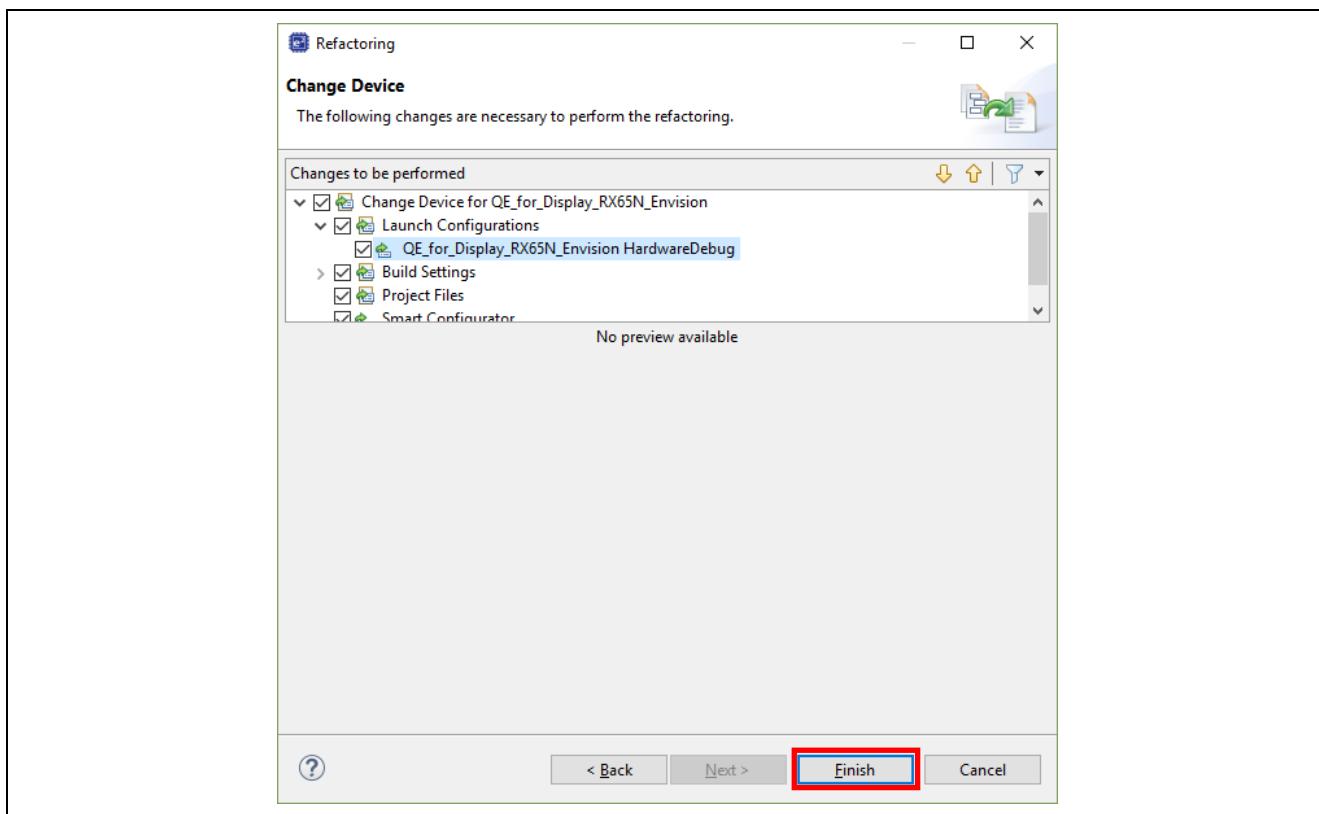 Refactoring
Change Device
The following changes are necessary to perform the refactoring.
Changes to be performed
Change Device for QE_for_Display_RX65N_Envision
Launch Configurations
QE_for_Display_RX65N_Envision HardwareDebug
Build Settings
Project Files
Smart Configurator
No preview available
< Back Next > Finish Cancel